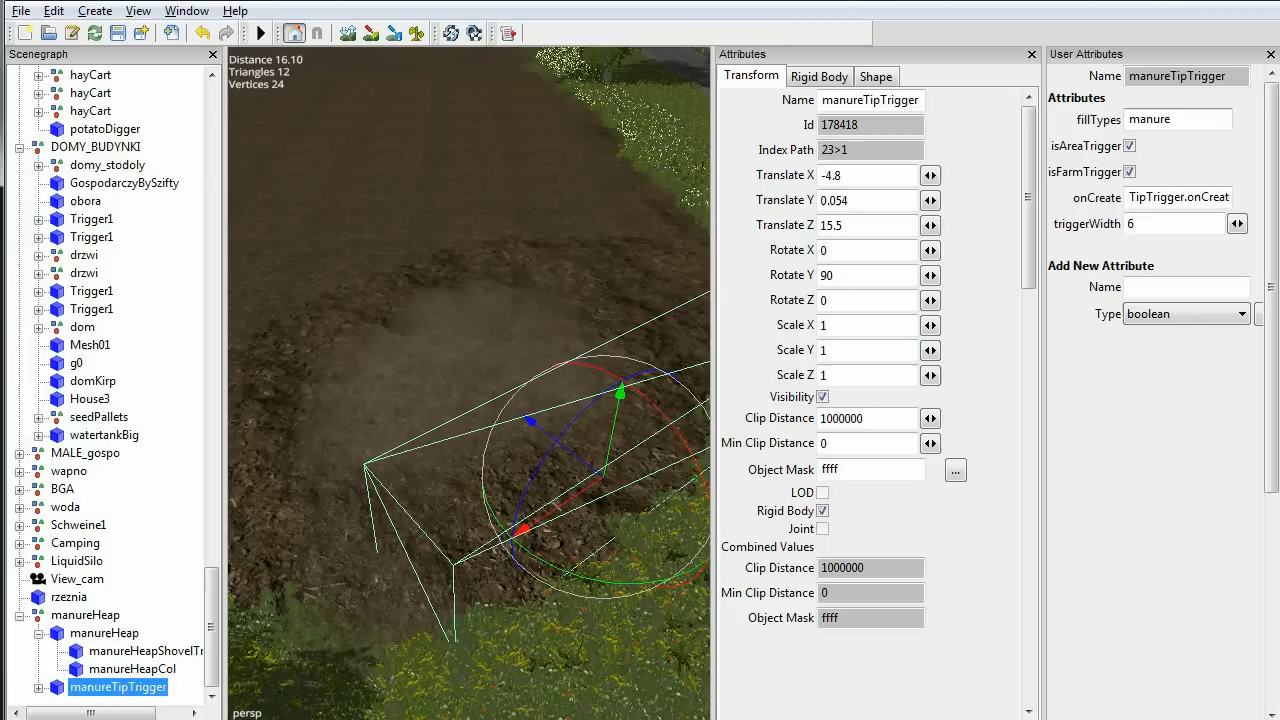 File Edit Create View Window Help
Scenegraph
hayCart
hayCart
hayCart
potatoDigger
DOMY_BUDYNKI
domy_stodoly
GospodarczyBySzifty
obora
Trigger1
Trigger1
drzwi
drzwi
Trigger1
Trigger1
dom
Mesh01
g0
domKirp
House3
seedPallets
watertankBig
MALE_gospo
wapno
BGA
woda
Schweine1
Camping
LiquidSilo
View_cam
rzeznia
manureHeap
manureHeap
manureHeapShovelTr
manureHeapCol
manureTipTrigger
Distance 16.10
Triangles 12
Vertices 24
persp
Attributes
Transform Rigid Body Shape
Name manureTipTrigger
Id 178418
Index Path 23>1
Translate X -4.8
Translate Y 0.054
Translate Z 15.5
Rotate X 0
Rotate Y 90
Rotate Z 0
Scale X 1
Scale Y 1
Scale Z 1
Visibility
Clip Distance 1000000
Min Clip Distance 0
Object Mask ffff ...
LOD
Rigid Body
Joint
Combined Values
Clip Distance 1000000
Min Clip Distance 0
Object Mask ffff
User Attributes
Name manureTipTrigger
Attributes
fillTypes manure
isAreaTrigger
isFarmTrigger
onCreate TipTrigger.onCreat
triggerWidth 6
Add New Attribute
Name
Type boolean